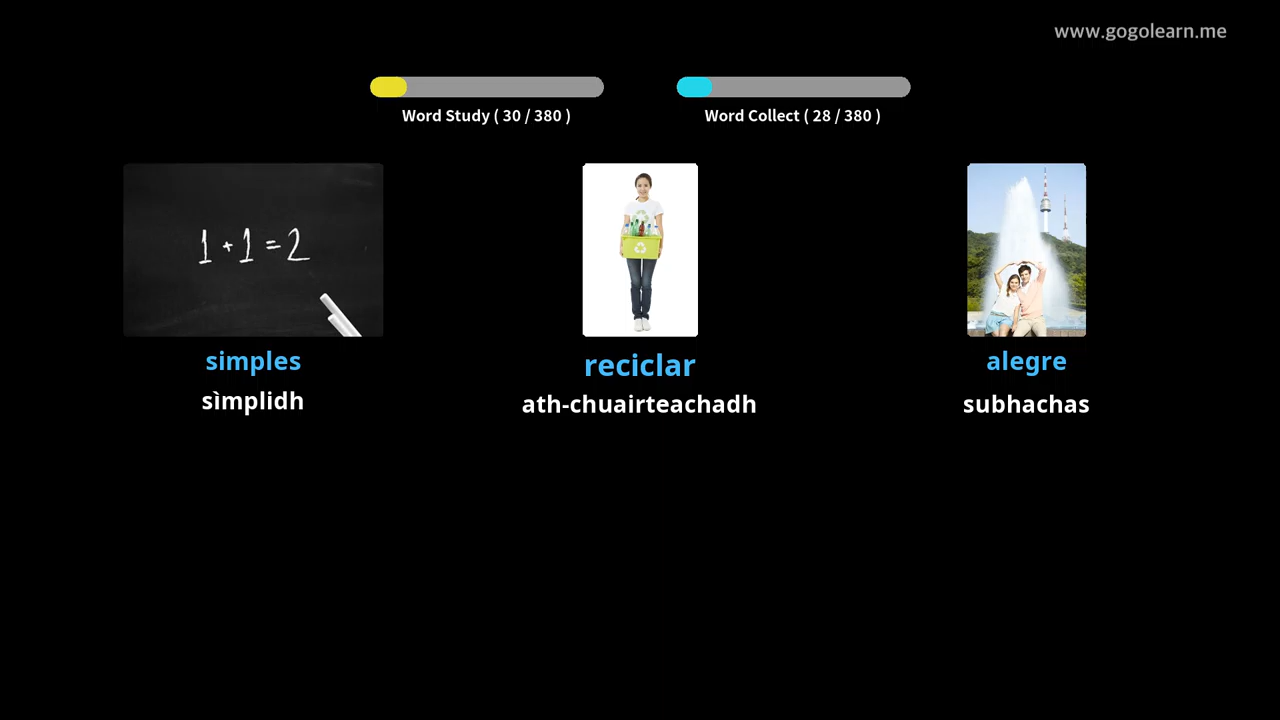 www.gogolearn.me
Word Study ( 30 / 380 )
Word Collect ( 28 / 380 )
1 + 1 = 2
simples
reciclar
alegre
sìmplidh
ath-chuairteachadh
subhachas